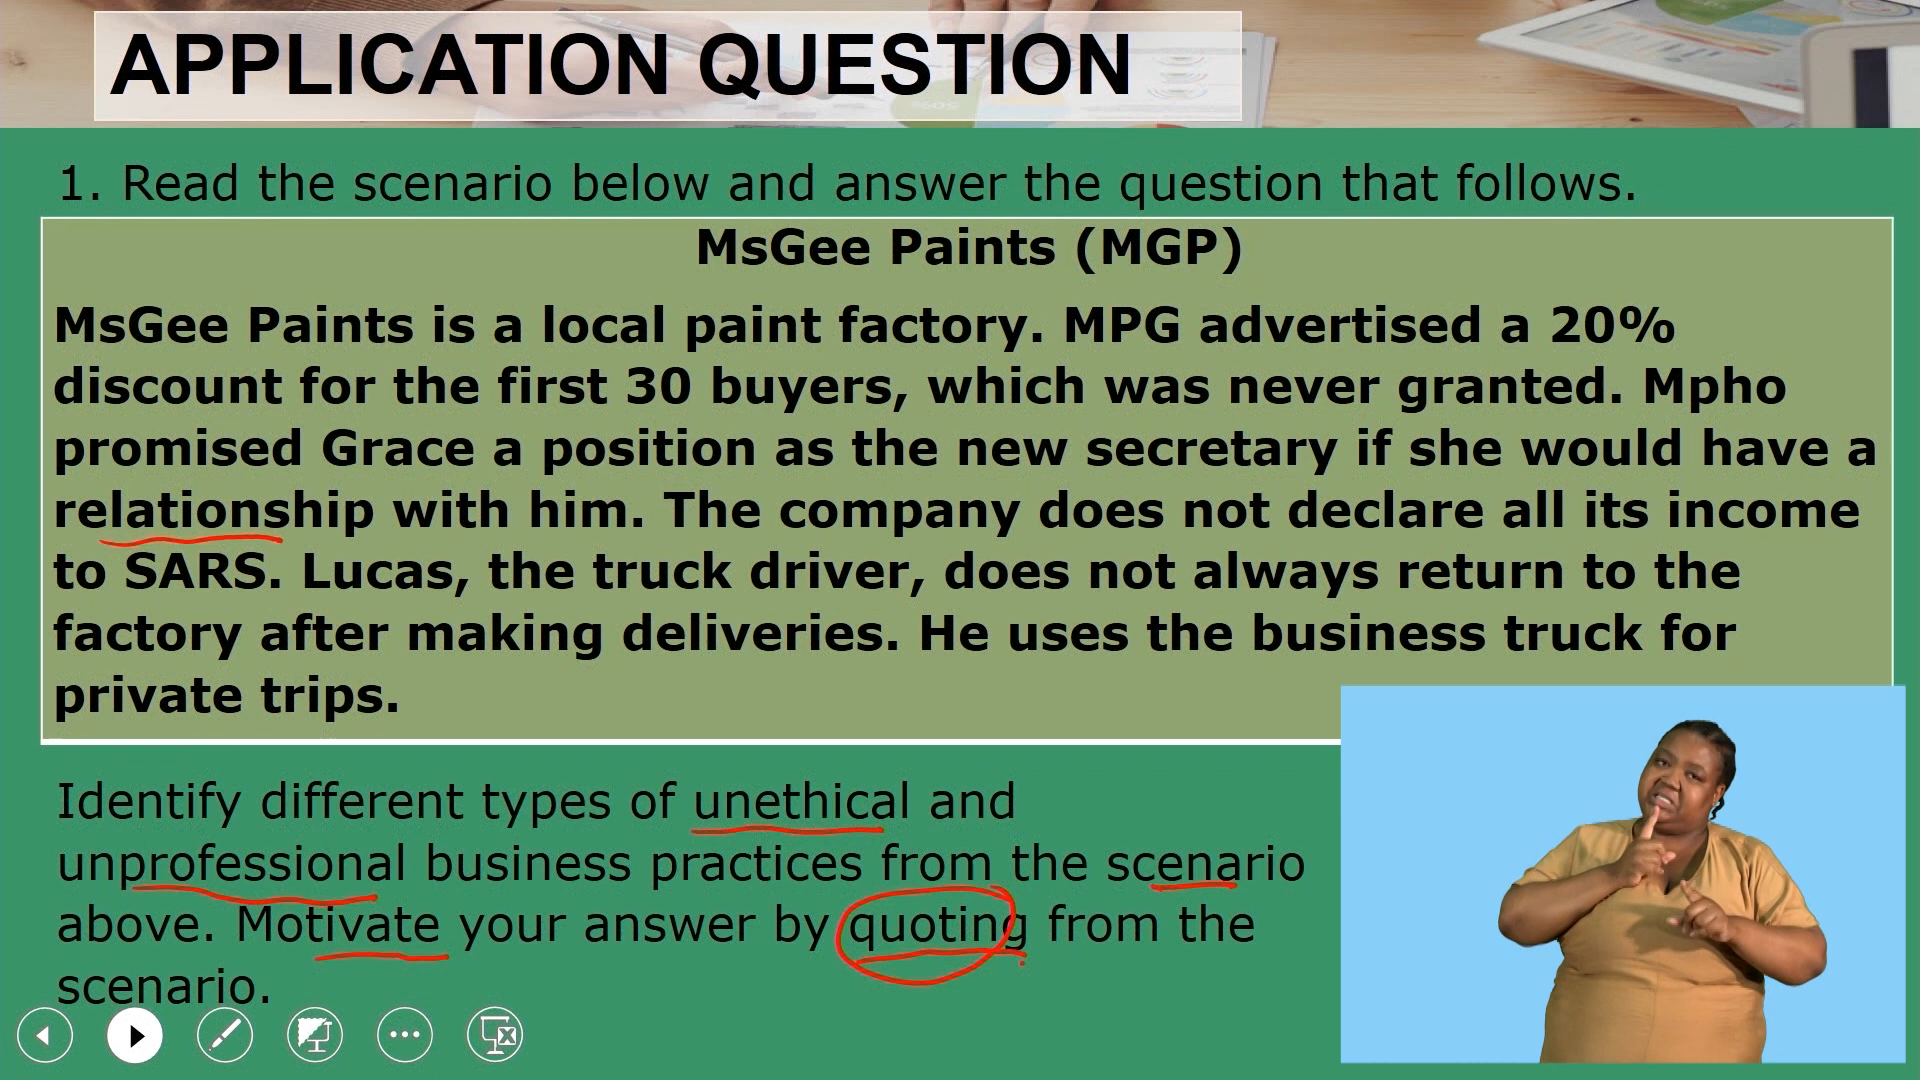 APPLICATION QUESTION
1. Read the scenario below and answer the question that follows.
MsGee Paints (MGP)
MsGee Paints is a local paint factory. MPG advertised a 20%
discount for the first 30 buyers, which was never granted. Mpho
promised Grace a position as the new secretary if she would have a
relationship with him. The company does not declare all its income
to SARS. Lucas, the truck driver, does not always return to the
factory after making deliveries. He uses the business truck for
private trips.
Identify different types of unethical and
unprofessional business practices from the scenario
above. Motivate your answer by quoting from the
scenario.